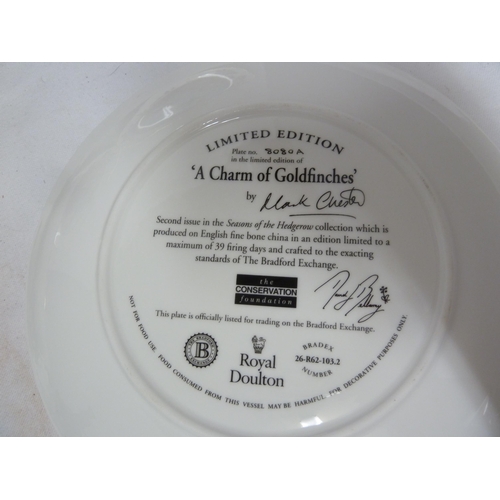 LIMITED EDITION
Plate no. 8080A
in the limited edition of
'A Charm of Goldfinches'
by Mark Chester
Second issue in the Seasons of the Hedgerow collection which is
produced on English fine bone china in an edition limited to a
maximum of 39 firing days and crafted to the exacting
standards of The Bradford Exchange.
the
CONSERVATION
foundation
This plate is officially listed for trading on the Bradford Exchange.
B
Royal
Doulton
BRADEX
26-R62-103.2
NUMBER
NOT FOR FOOD USE. FOOD CONSUMED FROM THIS VESSEL MAY BE HARMFUL. FOR DECORATIVE PURPOSES ONLY.